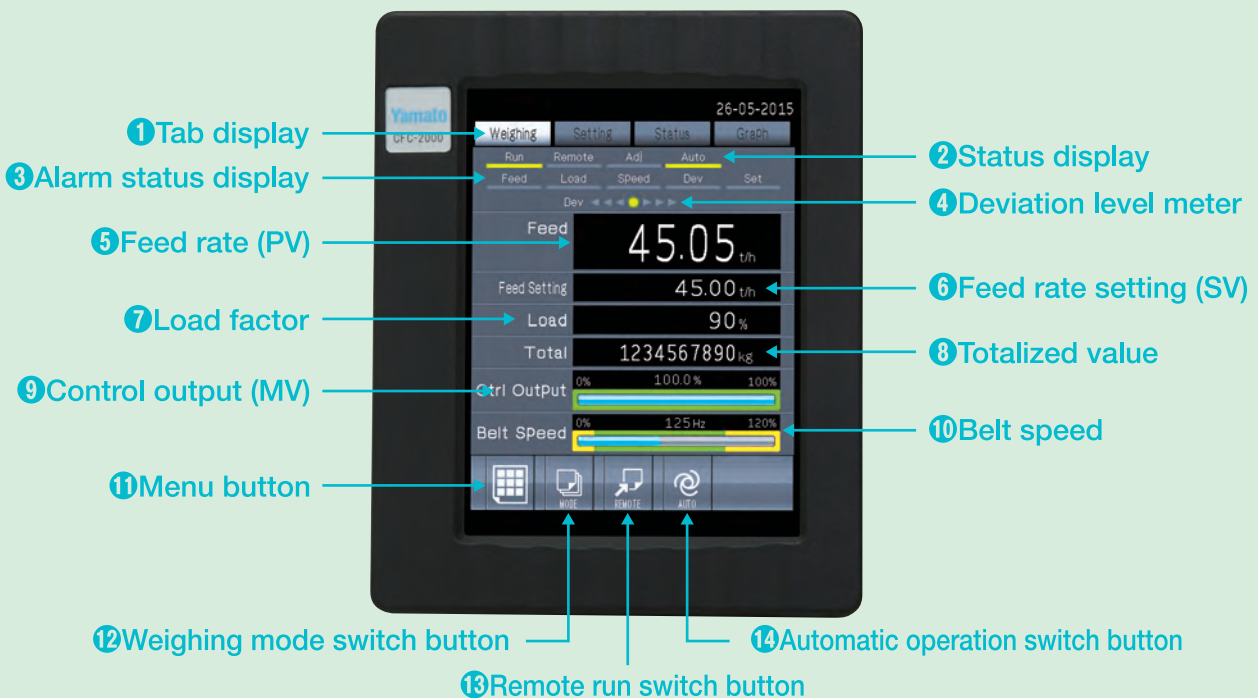 Yamato
CFC-2000
26-05-2015
Weighing Setting Status Graph
Run Remote Adj Auto
Feed Load Speed Dev Set
Dev
Feed 45.05 t/h
Feed Setting 45.00 t/h
Load 90%
Total 1234567890 kg
Ctrl Output 0% 100.0% 100%
Belt Speed 0% 125Hz 120%
MODE REMOTE AUTO
❶Tab display
❷Status display
❸Alarm status display
❹Deviation level meter
❺Feed rate (PV)
❻Feed rate setting (SV)
❼Load factor
❽Totalized value
❾Control output (MV)
❿Belt speed
⓫Menu button
⓬Weighing mode switch button
⓭Remote run switch button
⓮Automatic operation switch button